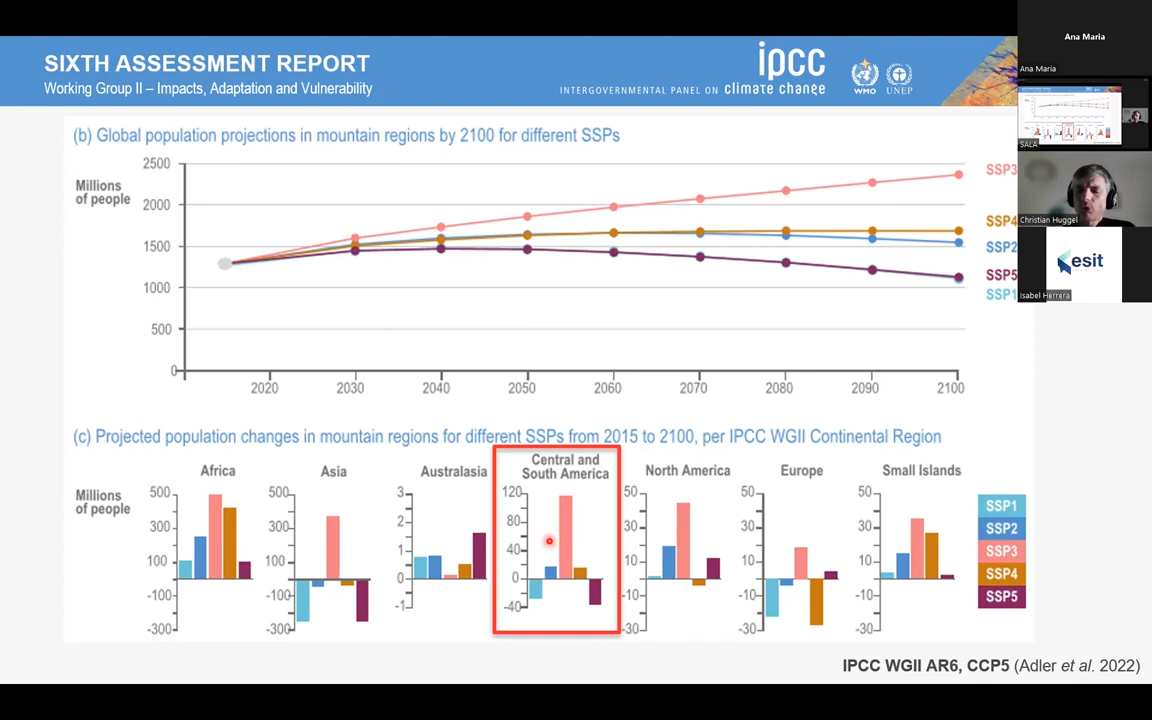 SIXTH ASSESSMENT REPORT
Working Group II – Impacts, Adaptation and Vulnerability
ipcc
INTERGOVERNMENTAL PANEL ON climate change
WMO
UNEP
Ana Maria
Ana Maria
SALA
Christian Huggel
esit
Isabel Herrera
(b) Global population projections in mountain regions by 2100 for different SSPs
Millions
of people
2500
2000
1500
1000
500
0
2020 2030 2040 2050 2060 2070 2080 2090 2100
SSP3
SSP4
SSP2
SSP5
SSP1
(c) Projected population changes in mountain regions for different SSPs from 2015 to 2100, per IPCC WGII Continental Region
Millions
of people
Africa
500
300
100
-100
-300
Asia
500
300
100
-100
-300
Australasia
3
2
1
0
-1
Central and
South America
120
80
40
0
-40
North America
50
30
10
-10
-30
Europe
50
30
10
-10
-30
Small Islands
50
30
10
-10
-30
SSP1
SSP2
SSP3
SSP4
SSP5
IPCC WGII AR6, CCP5 (Adler et al. 2022)